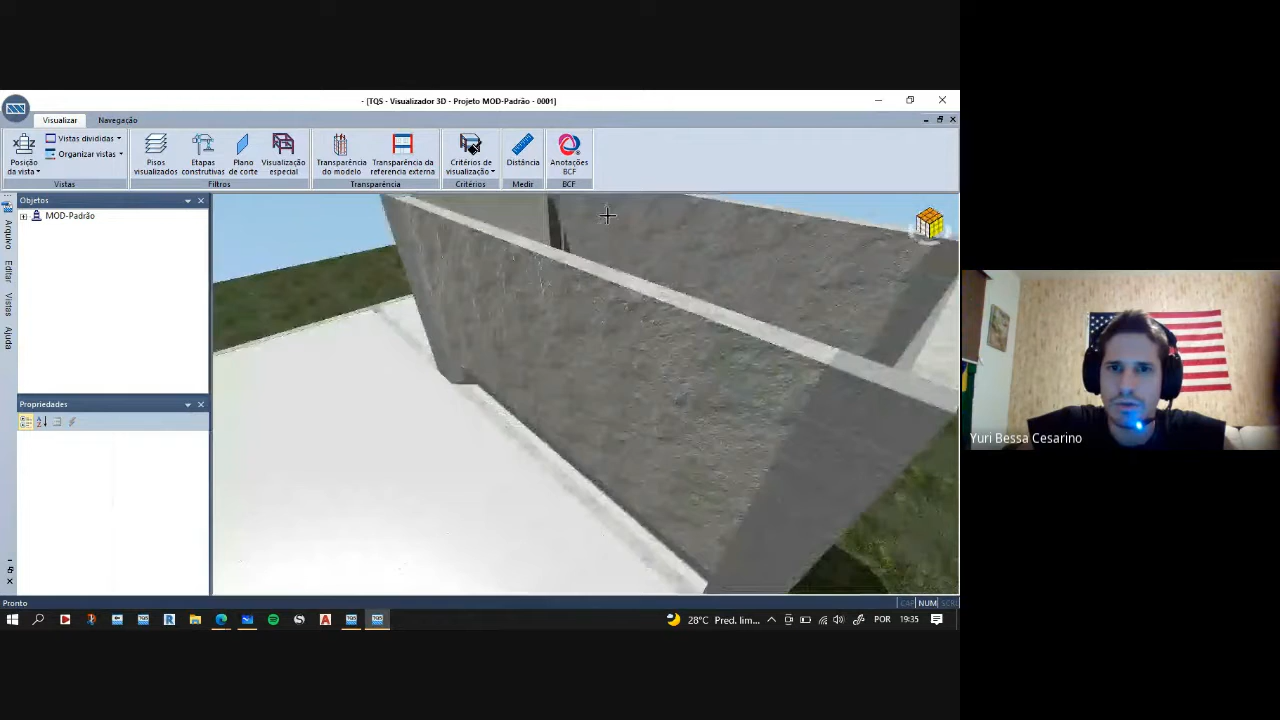 - [TQS - Visualizador 3D - Projeto MOD-Padrão - 0001]
Visualizar
Navegação
Posição da vista
Vistas divididas
Organizar vistas
Vistas
Pisos visualizados
Etapas construtivas
Plano de corte
Visualização especial
Filtros
Transparência do modelo
Transparência da referencia externa
Transparência
Critérios de visualização
Critérios
Distância
Medir
Anotações BCF
BCF
Arquivo
Editar
Vistas
Ajuda
Objetos
MOD-Padrão
Propriedades
Yuri Bessa Cesarino
Pronto
NUM
28°C Pred. lim...
POR
19:35